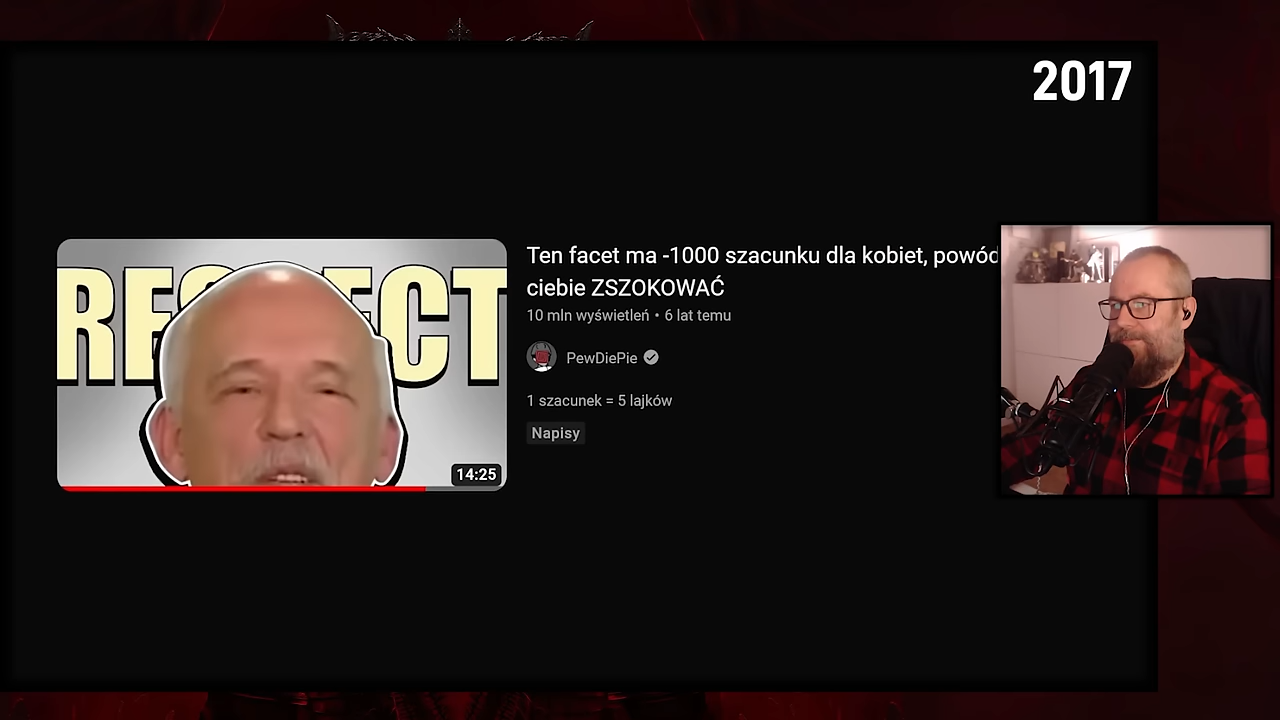 2017
RESPECT
Ten facet ma -1000 szacunku dla kobiet, powód
ciebie ZSZOKOWAĆ
10 mln wyświetleń • 6 lat temu
PewDiePie
1 szacunek = 5 lajków
Napisy
14:25